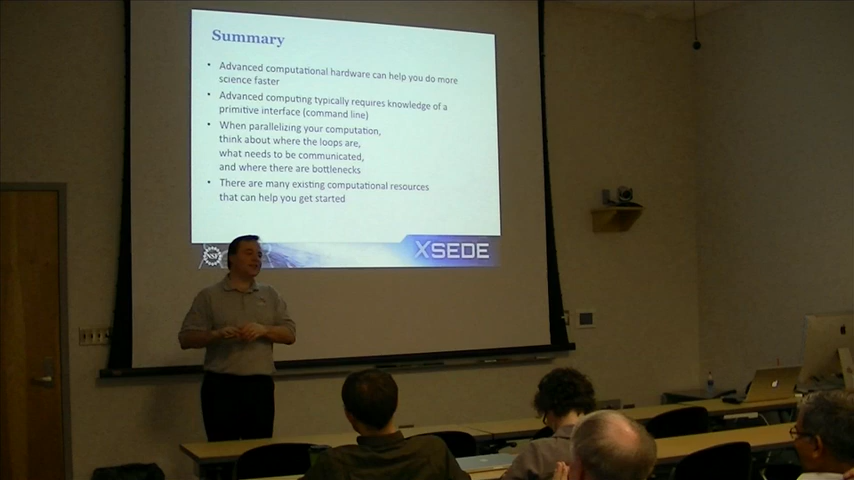 Summary
• Advanced computational hardware can help you do more
science faster
• Advanced computing typically requires knowledge of a
primitive interface (command line)
• When parallelizing your computation,
think about where the loops are,
what needs to be communicated,
and where there are bottlenecks
• There are many existing computational resources
that can help you get started
NSF
XSEDE